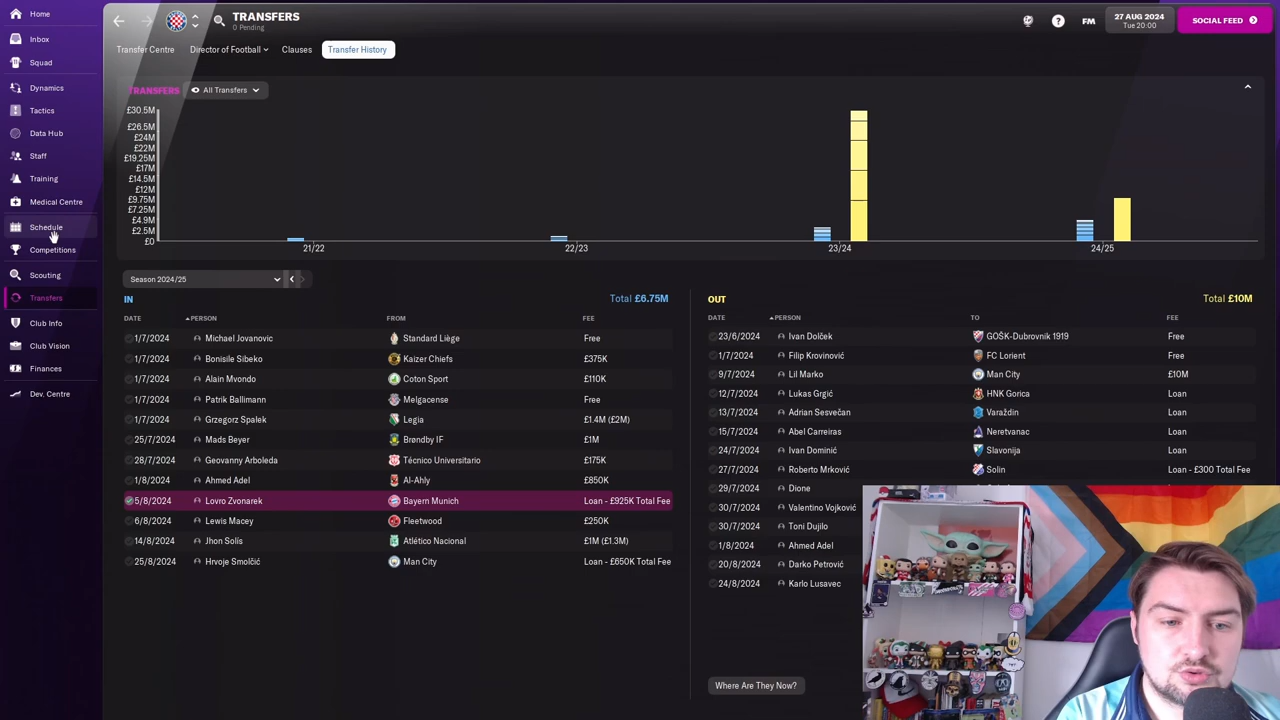 Home
Inbox
Squad
Dynamics
Tactics
Data Hub
Staff
Training
Medical Centre
Schedule
Competitions
Scouting
Transfers
Club Info
Club Vision
Finances
Dev. Centre
TRANSFERS
0 Pending
FM
27 AUG 2024
Tue 20:00
SOCIAL FEED
Transfer Centre Director of Football Clauses Transfer History
TRANSFERS All Transfers
£30.5M
£26.5M
£24M
£22M
£19.25M
£17M
£14.5M
£12M
£9.75M
£7.25M
£4.9M
£2.5M
£0
21/22 22/23 23/24 24/25
Season 2024/25
IN Total £6.75M
DATE PERSON FROM FEE
1/7/2024 Michael Jovanovic Standard Liège Free
1/7/2024 Bonisile Sibeko Kaizer Chiefs £375K
1/7/2024 Alain Mvondo Coton Sport £110K
1/7/2024 Patrik Ballimann Melgacense Free
1/7/2024 Grzegorz Spałek Legia £1.4M (£2M)
25/7/2024 Mads Beyer Brøndby IF £1M
28/7/2024 Geovanny Arboleda Técnico Universitario £175K
1/8/2024 Ahmed Adel Al-Ahly £850K
5/8/2024 Lovro Zvonarek Bayern Munich Loan - £925K Total Fee
6/8/2024 Lewis Macey Fleetwood £250K
14/8/2024 Jhon Solís Atlético Nacional £1M (£1.3M)
25/8/2024 Hrvoje Smolčić Man City Loan - £650K Total Fee
OUT Total £10M
DATE PERSON TO FEE
23/6/2024 Ivan Dolček GOŠK-Dubrovnik 1919 Free
1/7/2024 Filip Krovinović FC Lorient Free
9/7/2024 Lil Marko Man City £10M
12/7/2024 Lukas Grgić HNK Gorica Loan
13/7/2024 Adrian Sesvečan Varaždin Loan
15/7/2024 Abel Carreiras Neretvanac Loan
24/7/2024 Ivan Dominić Slavonija Loan
27/7/2024 Roberto Mrković Solin Loan - £300 Total Fee
29/7/2024 Dione
30/7/2024 Valentino Vojković
30/7/2024 Toni Dujilo
1/8/2024 Ahmed Adel
20/8/2024 Darko Petrović
24/8/2024 Karlo Lusavec
Where Are They Now?